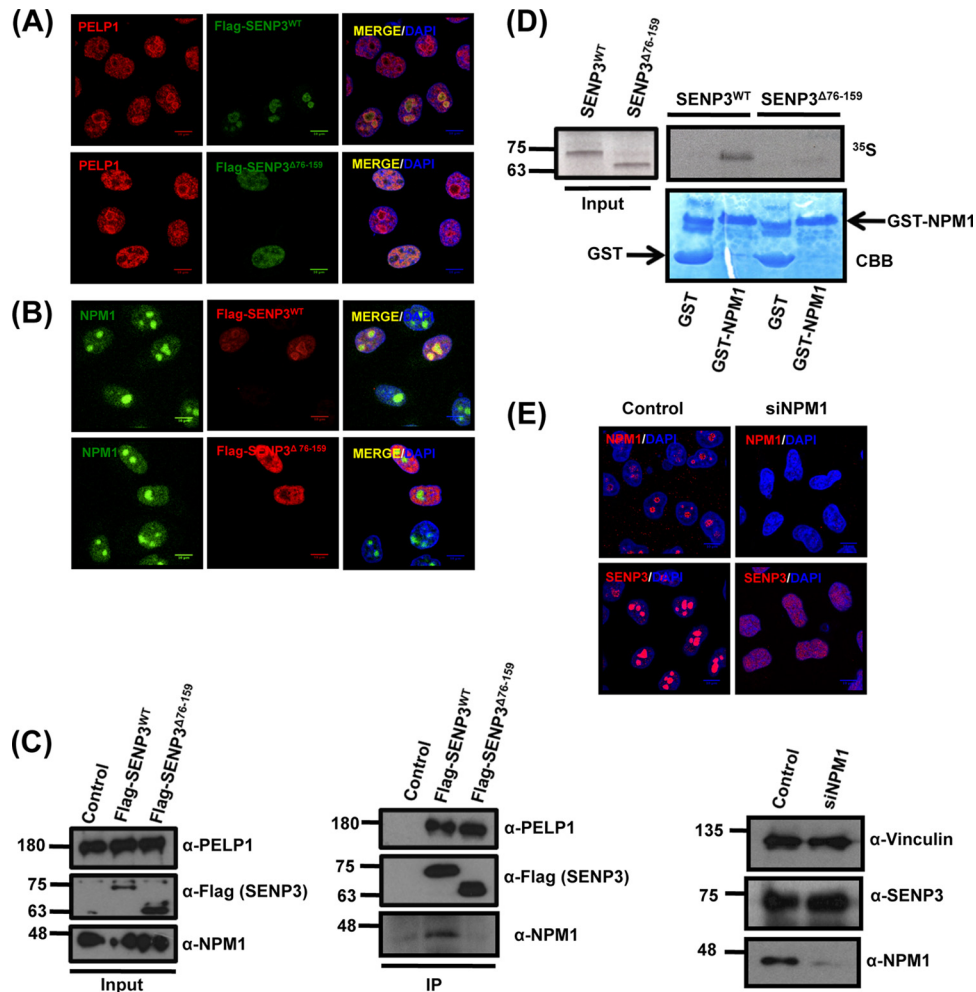 (A)
PELP1 Flag-SENP3WT MERGE/DAPI
PELP1 Flag-SENP3Δ76-159 MERGE/DAPI
(B)
NPM1 Flag-SENP3WT MERGE/DAPI
NPM1 Flag-SENP3Δ 76-159 MERGE/DAPI
(C)
Control Flag-SENP3WT Flag-SENP3Δ76-159
180 α-PELP1
75 α-Flag (SENP3)
63
48 α-NPM1
Input
Control Flag-SENP3WT Flag-SENP3Δ76-159
180 α-PELP1
75 α-Flag (SENP3)
63
48 α-NPM1
IP
(D)
SENP3WT SENP3Δ76-159
75
63
Input
SENP3WT SENP3Δ76-159
35S
GST-NPM1
GST
CBB
GST GST-NPM1 GST GST-NPM1
(E)
Control siNPM1
NPM1/DAPI NPM1/DAPI
SENP3/DAPI SENP3/DAPI
Control siNPM1
135 α-Vinculin
75 α-SENP3
48 α-NPM1